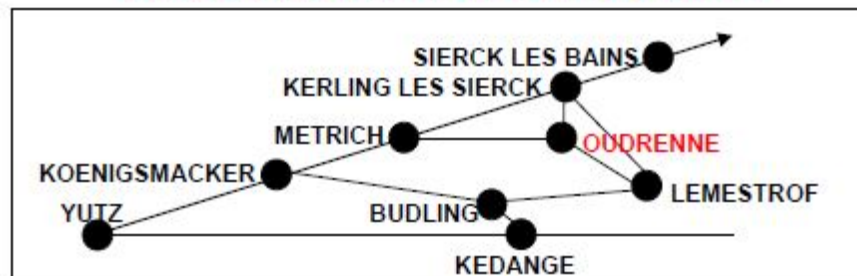 SIERCK LES BAINS
KERLING LES SIERCK
METRICH
OUDRENNE
KOENIGSMACKER
LEMESTROF
YUTZ
BUDLING
KEDANGE